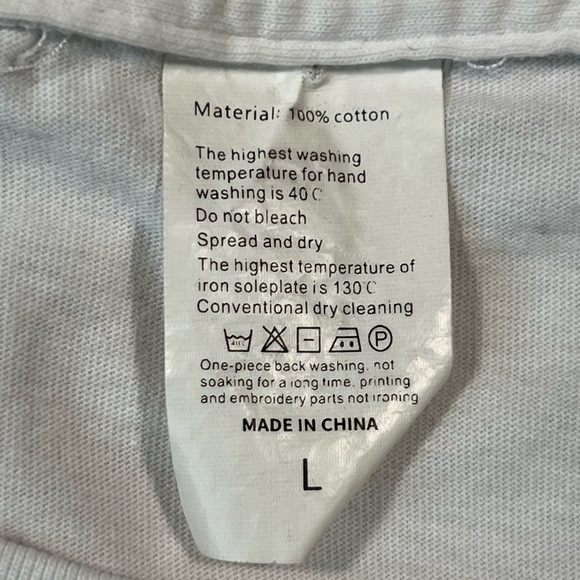 Material: 100% cotton
The highest washing
temperature for hand
washing is 40℃
Do not bleach
Spread and dry
The highest temperature of
iron soleplate is 130℃
Conventional dry cleaning
40℃ P
One-piece back washing. not
soaking for a long time. printing
and embroidery parts not ironing
MADE IN CHINA
L